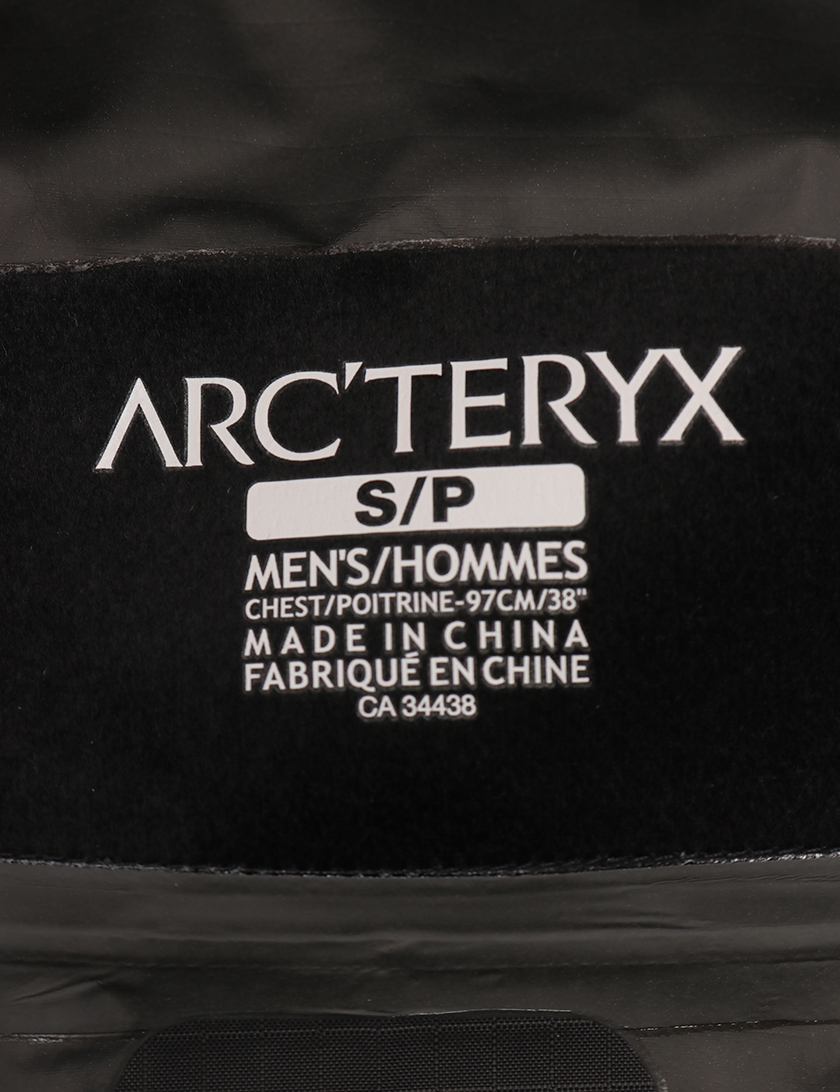 ARC'TERYX
S/P
MEN'S/HOMMES
CHEST/POITRINE-97CM/38"
MADE IN CHINA
FABRIQUÉ EN CHINE
CA 34438